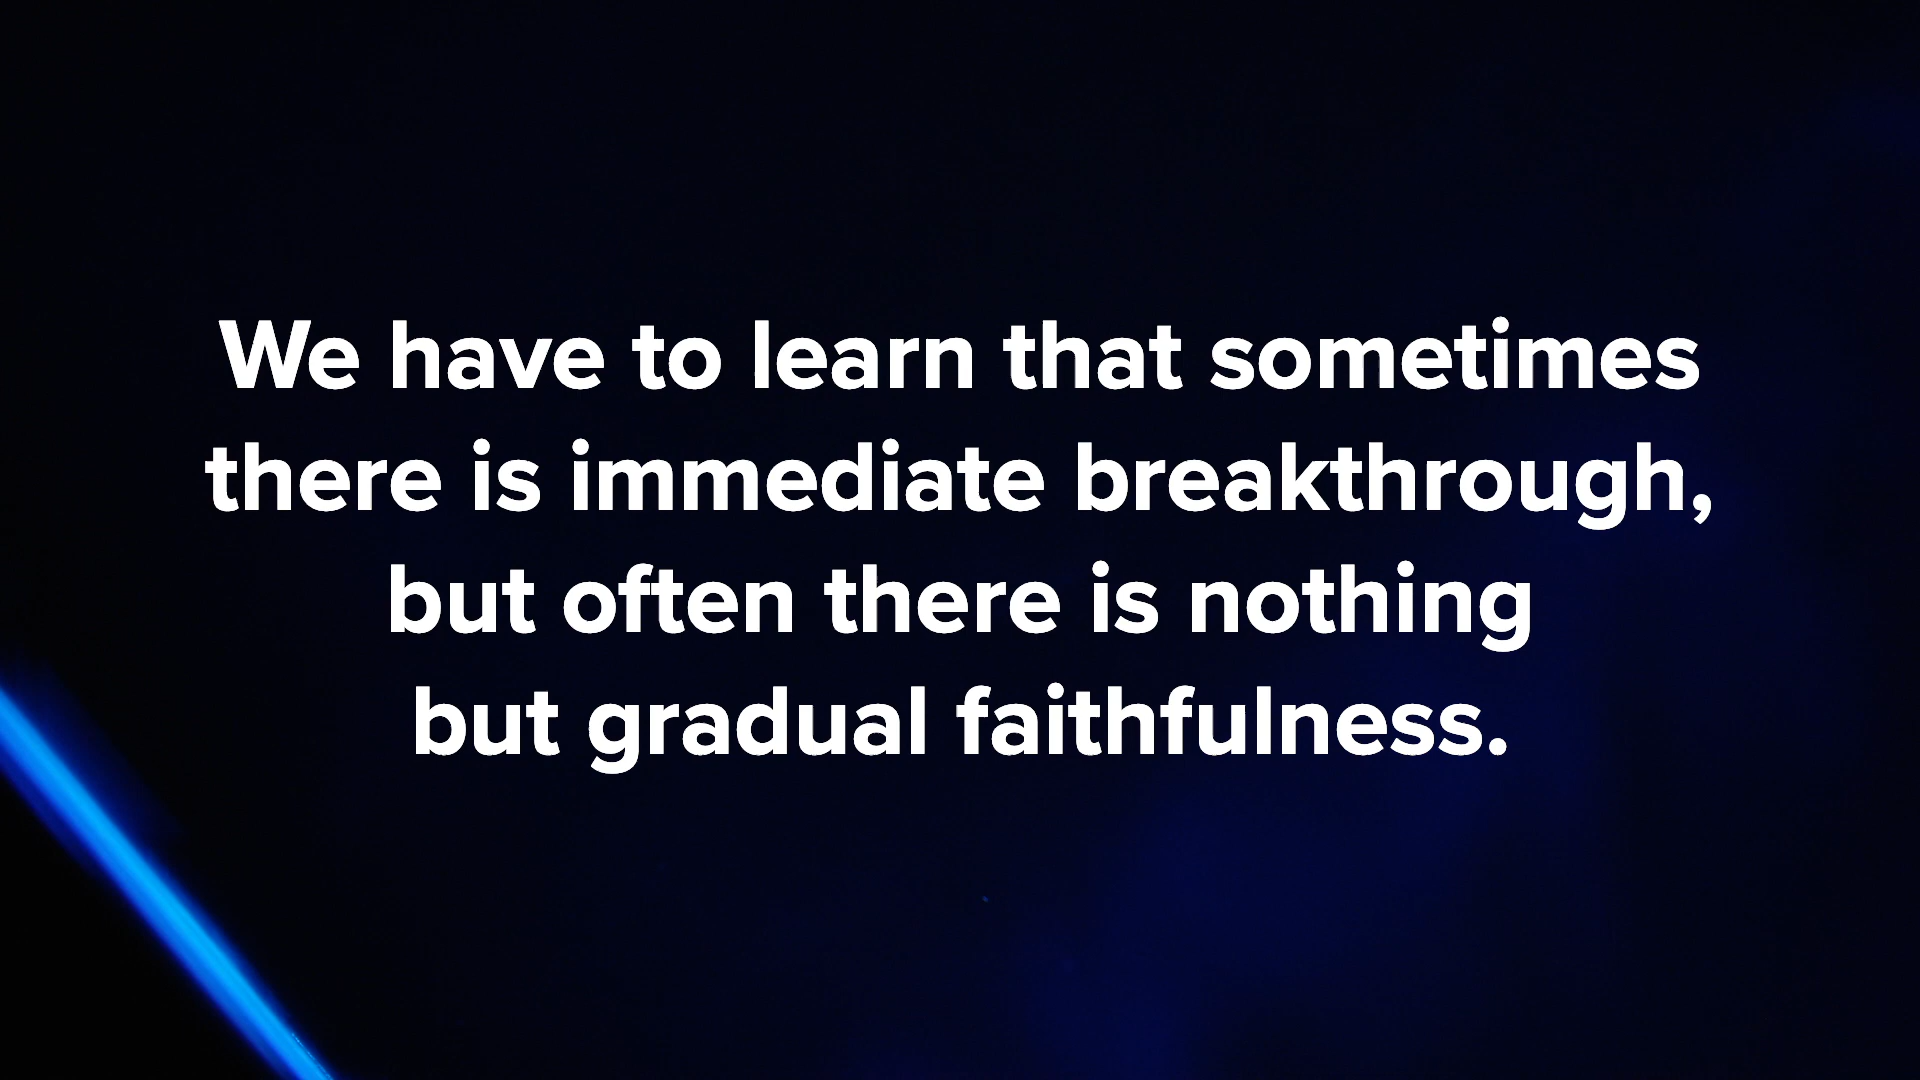 We have to learn that sometimes
there is immediate breakthrough,
but often there is nothing
but gradual faithfulness.